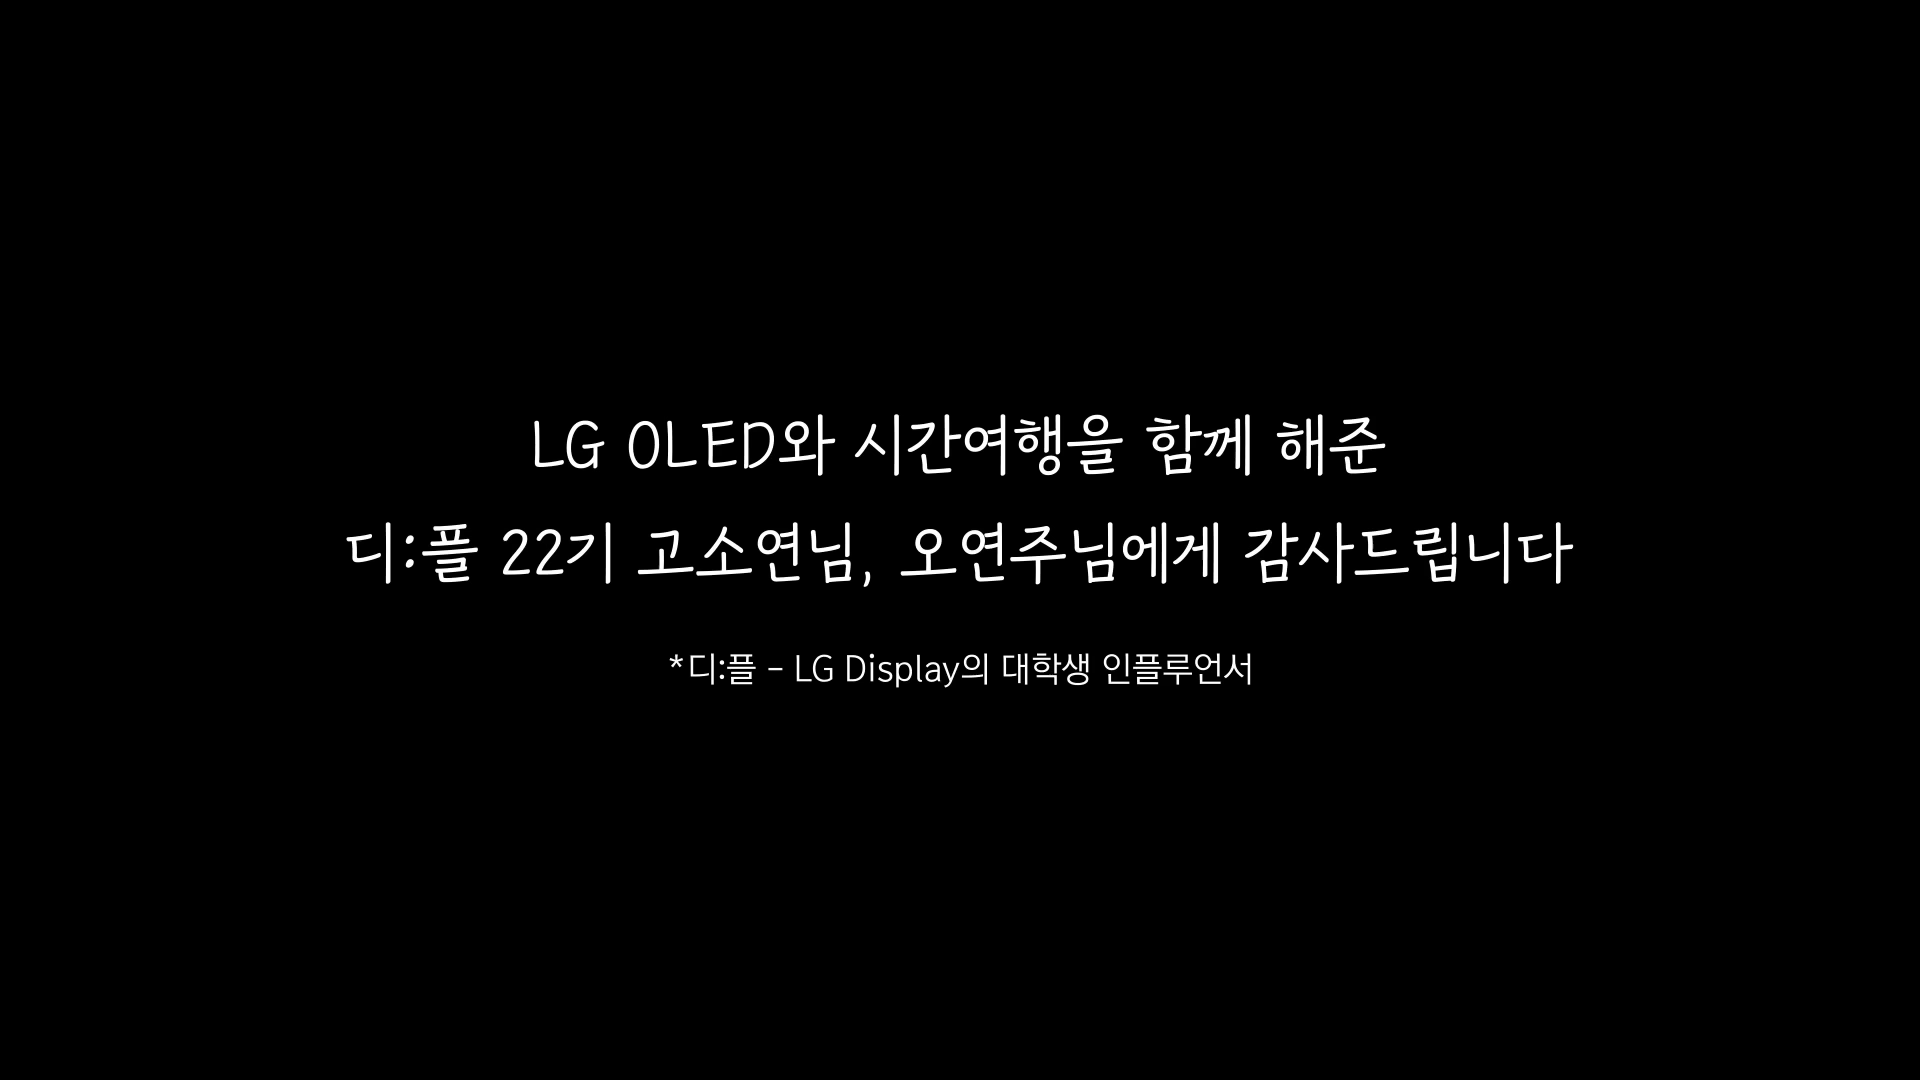 LG OLED와 시간여행을 함께 해준
디:플 22기 고소연님, 오연주님에게 감사드립니다
*디:플 – LG Display의 대학생 인플루언서